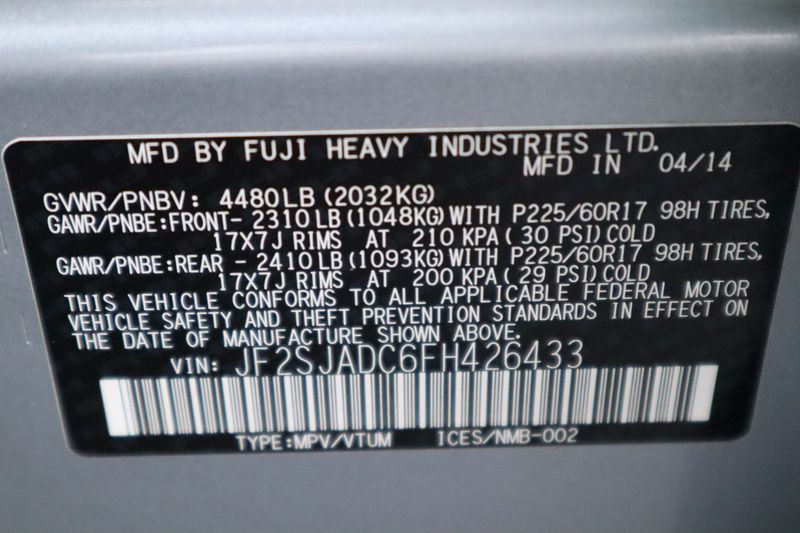 MFD BY FUJI HEAVY INDUSTRIES LTD.
MFD IN 04/14
GVWR/PNBV: 4480LB (2032KG)
GAWR/PNBE:FRONT- 2310LB(1048KG)WITH P225/60R17 98H TIRES,
17X7J RIMS AT 210 KPA( 30 PSI)COLD
GAWR/PNBE:REAR - 2410LB(1093KG)WITH P225/60R17 98H TIRES,
17X7J RIMS AT 200 KPA( 29 PSI)COLD
THIS VEHICLE CONFORMS TO ALL APPLICABLE FEDERAL MOTOR
VEHICLE SAFETY AND THEFT PREVENTION STANDARDS IN EFFECT ON
THE DATE OF MANUFACTURE SHOWN ABOVE.
VIN: JF2SJADC6FH426433
TYPE:MPV/VTUM ICES/NMB-002